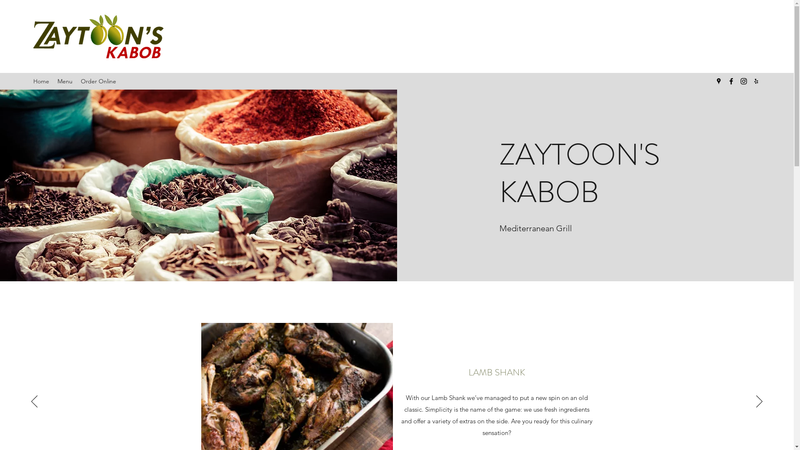 ZAYTOON'S
KABOB
Home Menu Order Online
ZAYTOON'S
KABOB
Mediterranean Grill
LAMB SHANK
With our Lamb Shank we've managed to put a new spin on an old
classic. Simplicity is the name of the game: we use fresh ingredients
and offer a variety of extras on the side. Are you ready for this culinary
sensation?